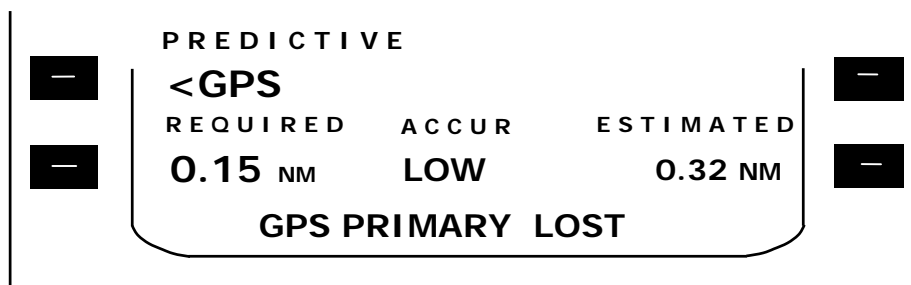 PREDICTIVE
<GPS
REQUIRED ACCUR ESTIMATED
0.15 NM LOW 0.32 NM
GPS PRIMARY LOST